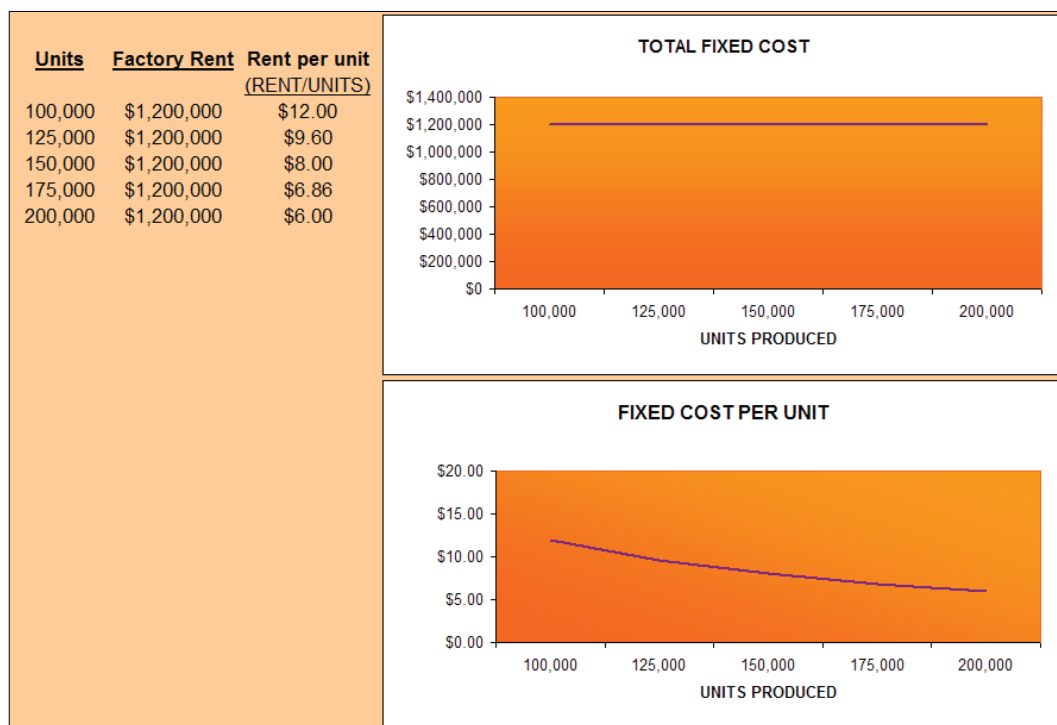 Units Factory Rent Rent per unit
(RENT/UNITS)
100,000 $1,200,000 $12.00
125,000 $1,200,000 $9.60
150,000 $1,200,000 $8.00
175,000 $1,200,000 $6.86
200,000 $1,200,000 $6.00
TOTAL FIXED COST
$1,400,000
$1,200,000
$1,000,000
$800,000
$600,000
$400,000
$200,000
$0
100,000 125,000 150,000 175,000 200,000
UNITS PRODUCED
FIXED COST PER UNIT
$20.00
$15.00
$10.00
$5.00
$0.00
100,000 125,000 150,000 175,000 200,000
UNITS PRODUCED